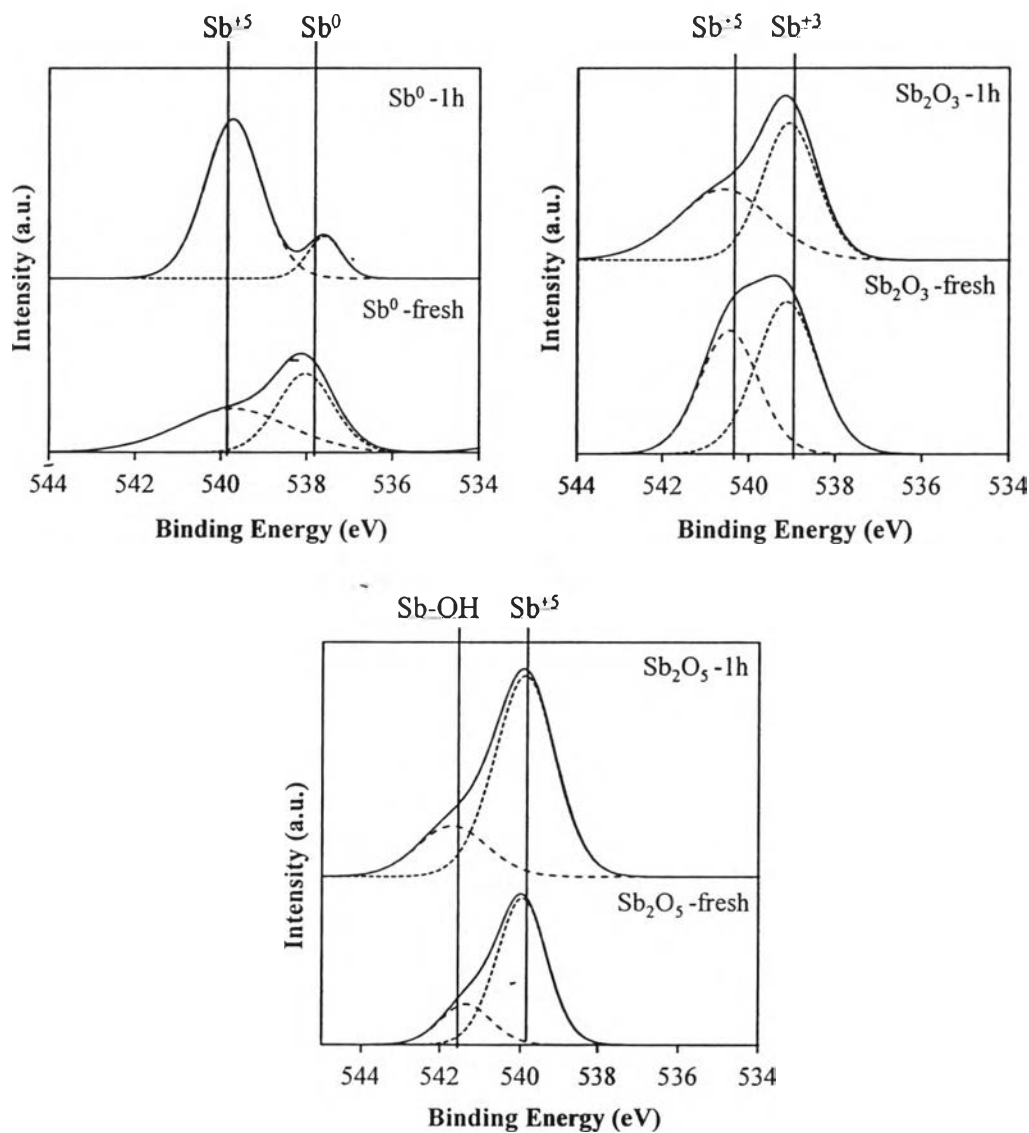 Sb⁺⁵ Sb⁰
Sb⁰ -1h
Sb⁰ -fresh
Intensity (a.u.)
544 542 540 538 536 534
Binding Energy (eV)
Sb⁺⁵ Sb⁺³
Sb₂O₃ -1h
Sb₂O₃ -fresh
Intensity (a.u.)
544 542 540 538 536 534
Binding Energy (eV)
Sb-OH Sb⁺⁵
Sb₂O₅ -1h
Sb₂O₅ -fresh
Intensity (a.u.)
544 542 540 538 536 534
Binding Energy (eV)